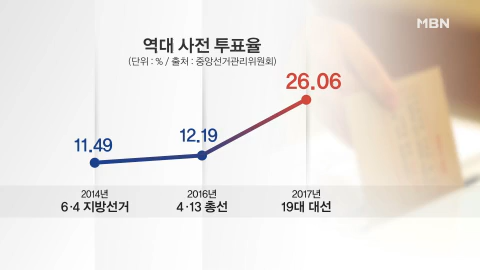 MBN
역대 사전 투표율
(단위 : % / 출처 : 중앙선거관리위원회)
11.49
12.19
26.06
2014년
6·4 지방선거
2016년
4·13 총선
2017년
19대 대선